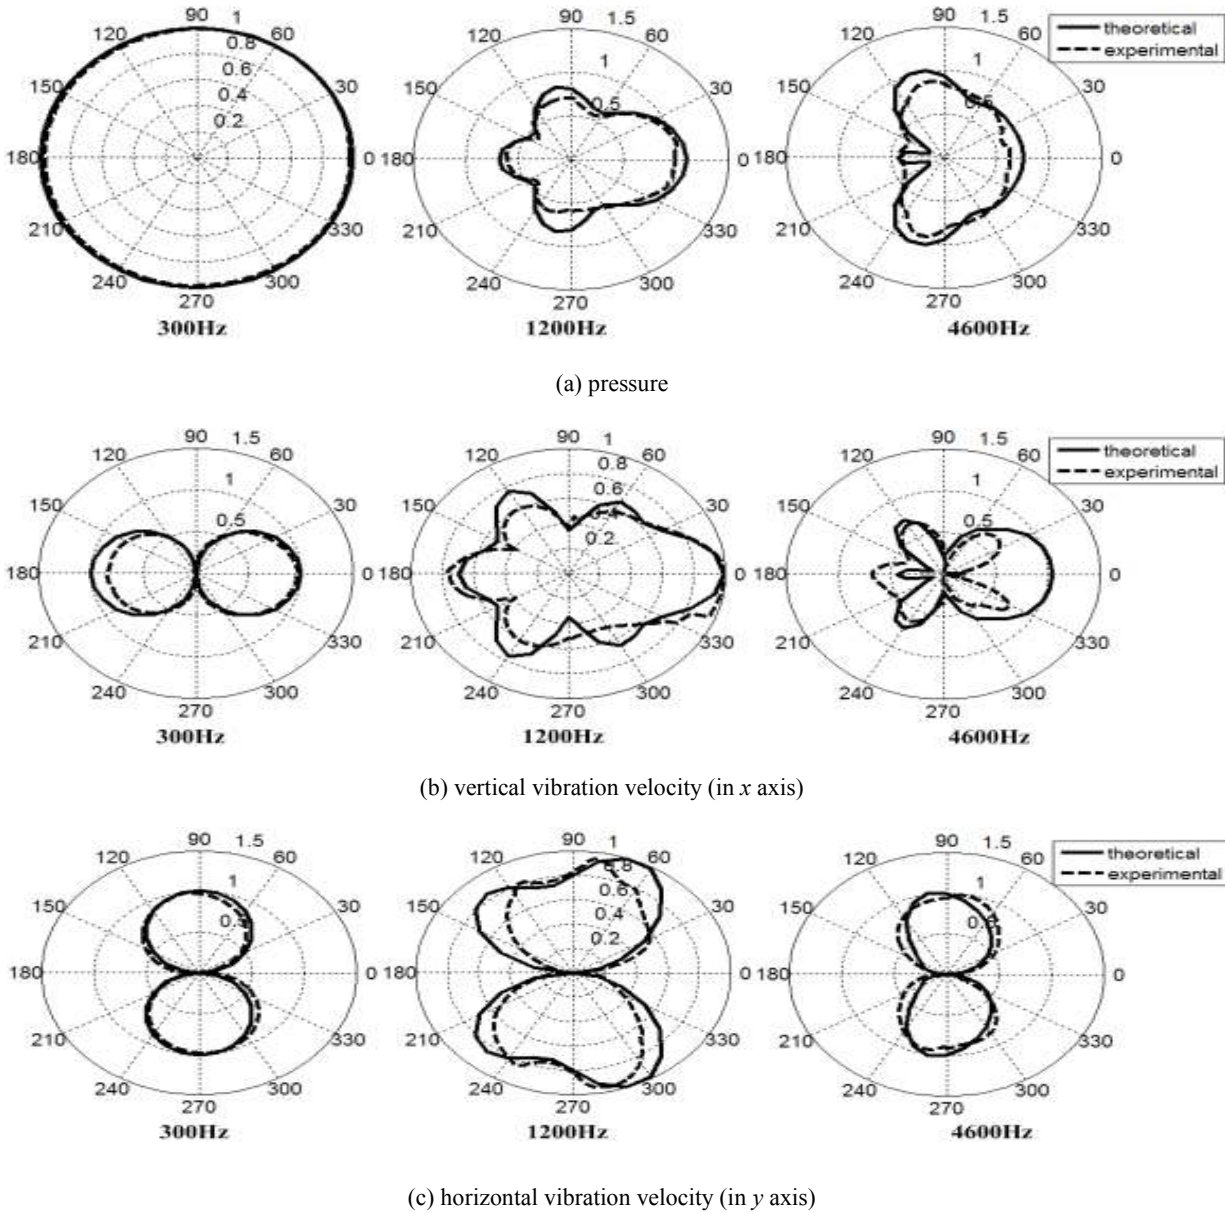 90 1 90 1.5 90 1.5
120 60 120 60 120 60
theoretical
experimental
0.8 1 1
150 0.6 30 150 30 150 30
0.4 0.5 0.5
0.2
180 0 180 0 180 0
210 330 210 330 210 330
240 300 240 300 240 300
270 270 270
300Hz 1200Hz 4600Hz
(a) pressure
90 1.5 90 1 90 1.5
120 60 120 60 120 60
theoretical
experimental
1 0.8 1
150 30 150 0.6 30 150 30
0.5 0.4 0.5
0.2
180 0 180 0 180 0
210 330 210 330 210 330
240 300 240 300 240 300
270 270 270
300Hz 1200Hz 4600Hz
(b) vertical vibration velocity (in x axis)
90 1.5 90 1 90 1.5
120 60 120 60 120 60
theoretical
experimental
1 0.8 1
150 30 150 0.6 30 150 30
0.5 0.4 0.5
0.2
180 0 180 0 180 0
210 330 210 330 210 330
240 300 240 300 240 300
270 270 270
300Hz 1200Hz 4600Hz
(c) horizontal vibration velocity (in y axis)